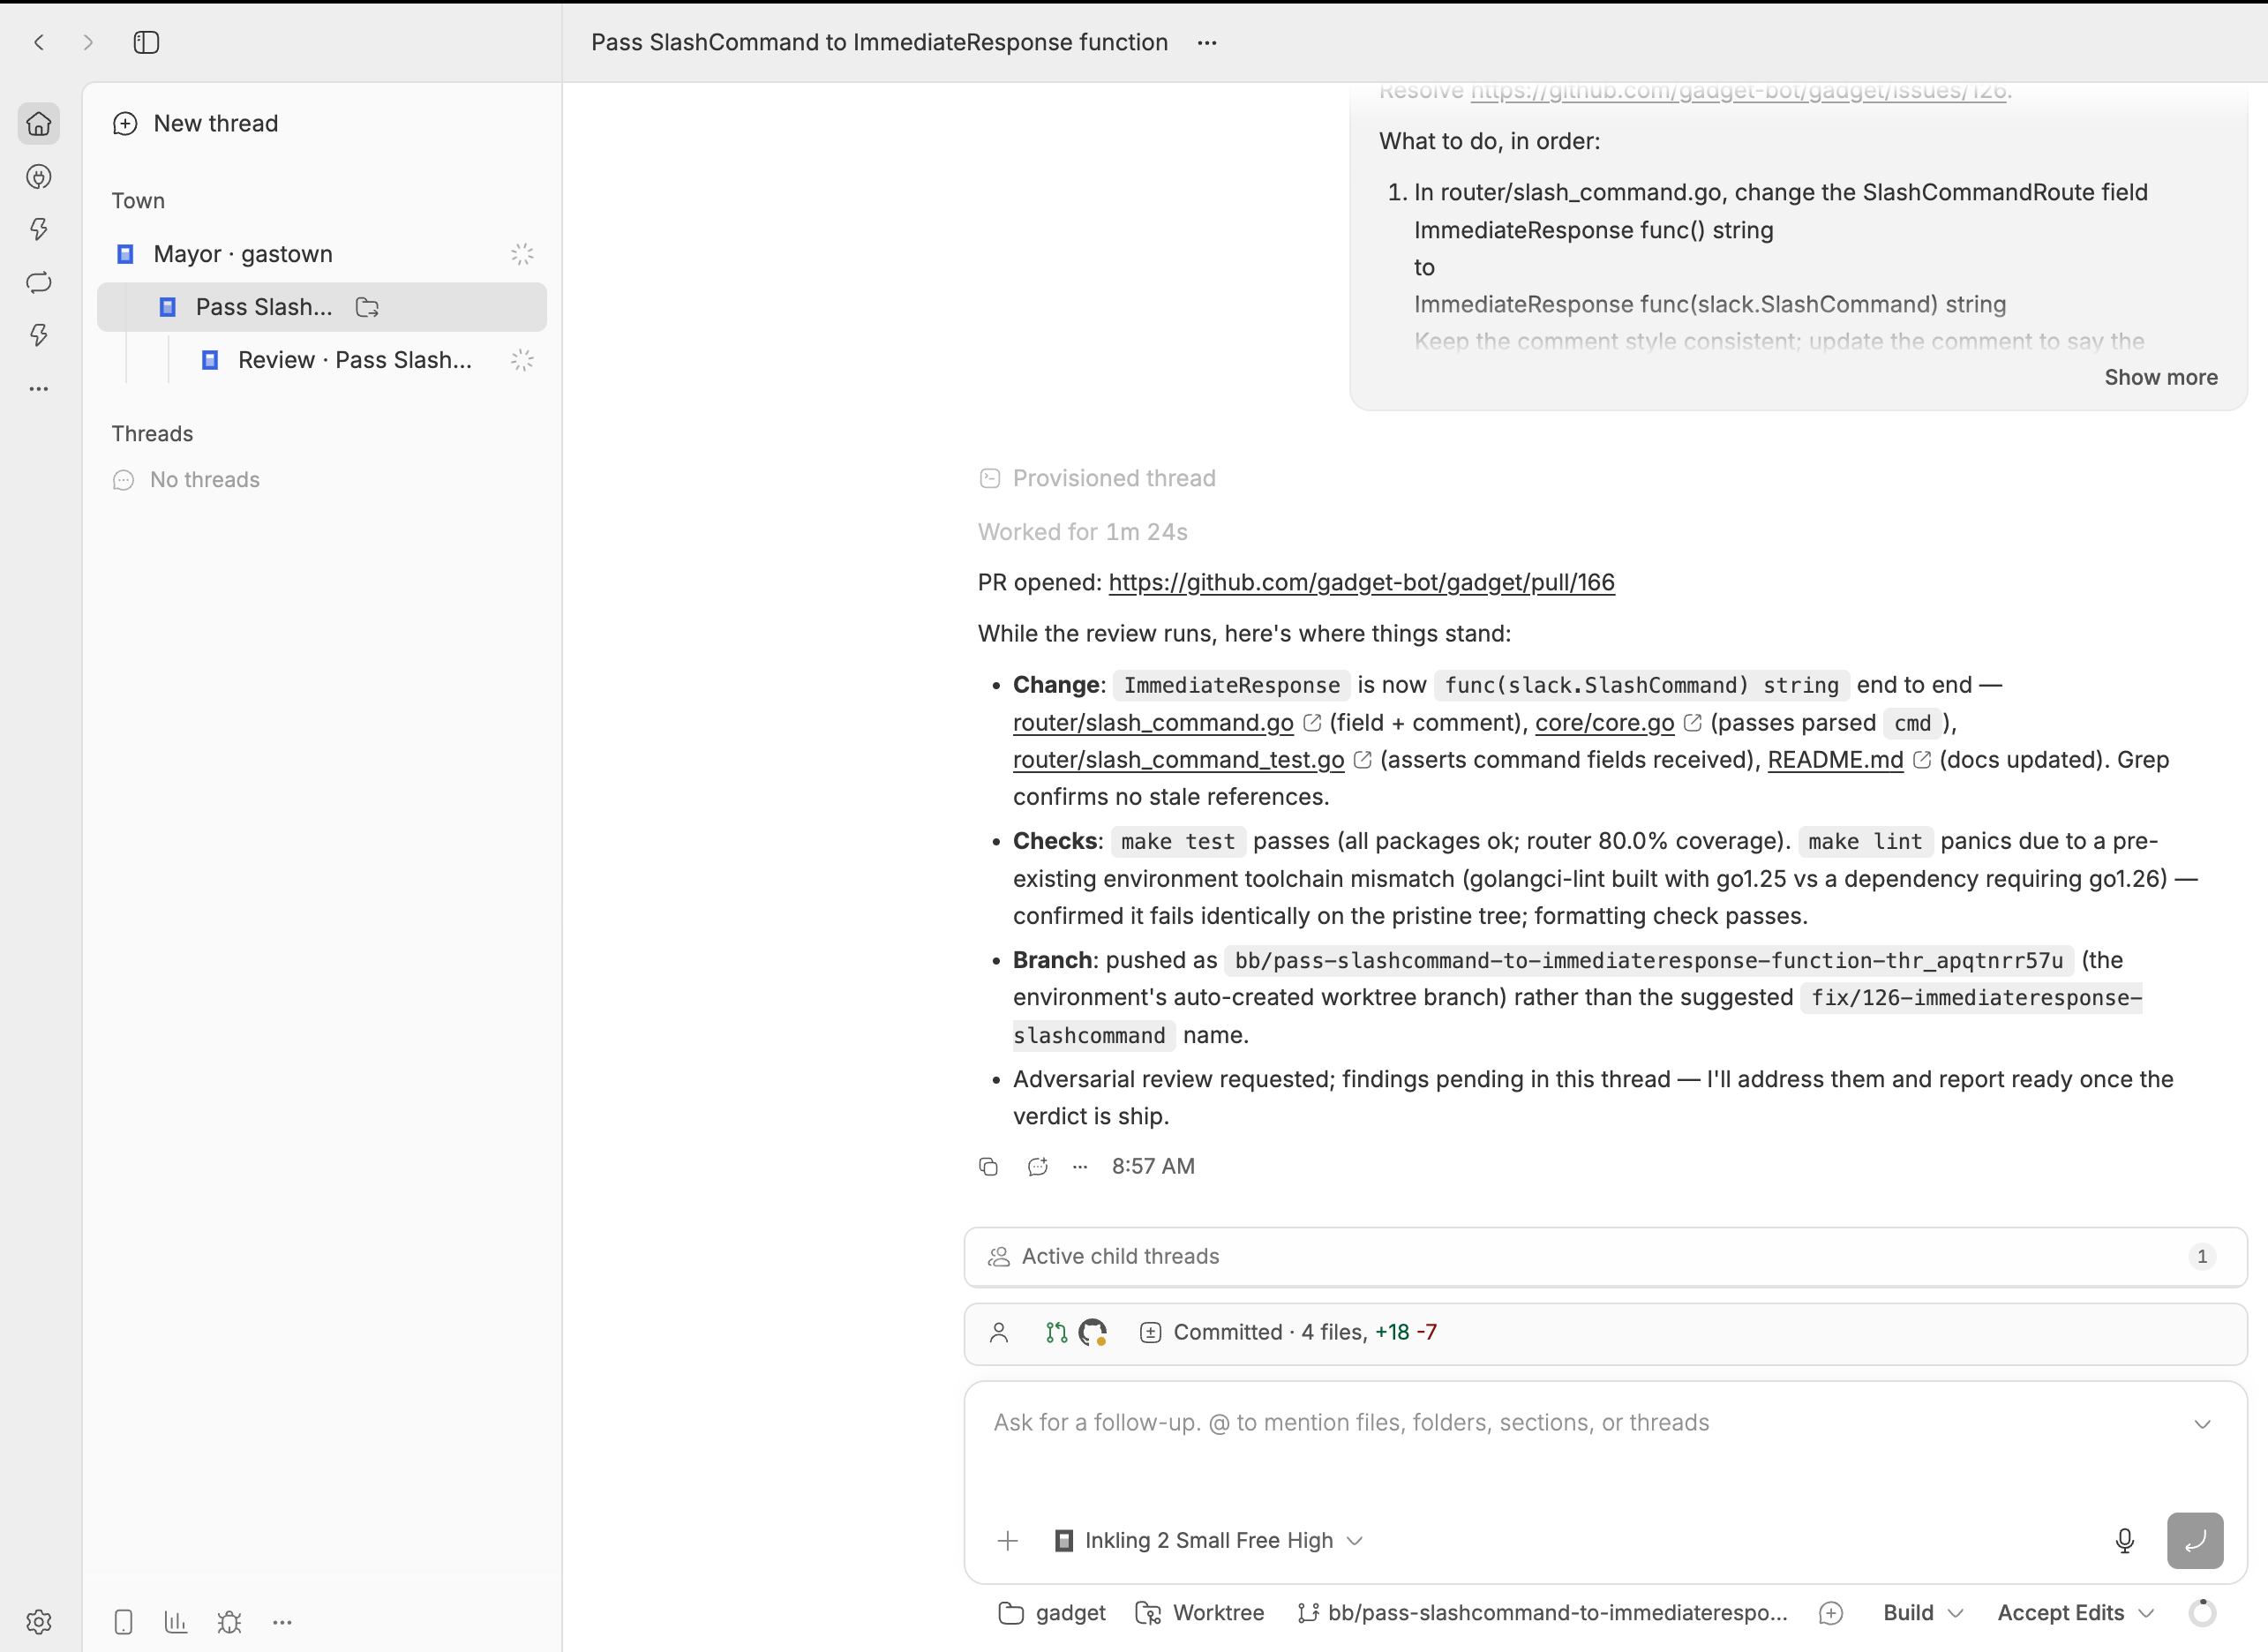 Pass SlashCommand to ImmediateResponse function
New thread
Town
Mayor · gastown
Pass Slash...
Review · Pass Slash...
Threads
No threads
Resolve https://github.com/gadget-bot/gadget/issues/126.
What to do, in order:
1. In router/slash_command.go, change the SlashCommandRoute field
ImmediateResponse func() string
to
ImmediateResponse func(slack.SlashCommand) string
Keep the comment style consistent; update the comment to say the
Show more
Provisioned thread
Worked for 1m 24s
PR opened: https://github.com/gadget-bot/gadget/pull/166
While the review runs, here's where things stand:
• Change: ImmediateResponse is now func(slack.SlashCommand) string end to end —
router/slash_command.go (field + comment), core/core.go (passes parsed cmd),
router/slash_command_test.go (asserts command fields received), README.md (docs updated). Grep
confirms no stale references.
• Checks: make test passes (all packages ok; router 80.0% coverage). make lint panics due to a pre-
existing environment toolchain mismatch (golangci-lint built with go1.25 vs a dependency requiring go1.26) —
confirmed it fails identically on the pristine tree; formatting check passes.
• Branch: pushed as bb/pass-slashcommand-to-immediateresponse-function-thr_apqtnrr57u (the
environment's auto-created worktree branch) rather than the suggested fix/126-immediateresponse-
slashcommand name.
• Adversarial review requested; findings pending in this thread — I'll address them and report ready once the
verdict is ship.
8:57 AM
Active child threads
1
Committed · 4 files, +18 -7
Ask for a follow-up. @ to mention files, folders, sections, or threads
Inkling 2 Small Free High
gadget
Worktree
bb/pass-slashcommand-to-immediaterespo...
Build
Accept Edits